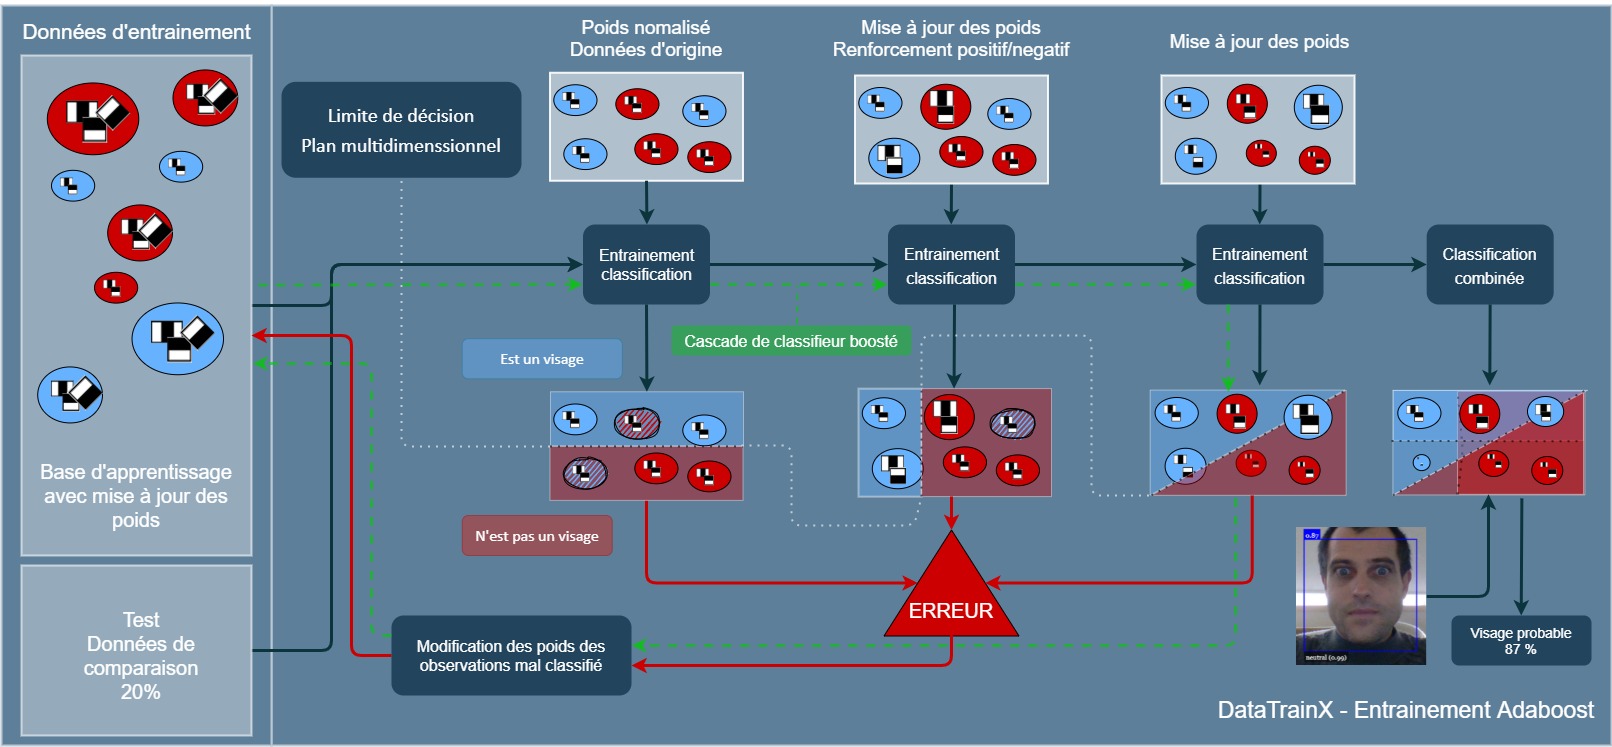 Données d'entrainement
Base d'apprentissage
avec mise à jour des
poids
Test
Données de
comparaison
20%
Limite de décision
Plan multidimenssionnel
Poids nomalisé
Données d'origine
Mise à jour des poids
Renforcement positif/negatif
Mise à jour des poids
Entrainement
classification
Entrainement
classification
Entrainement
classification
Classification
combinée
Cascade de classifieur boosté
Est un visage
N'est pas un visage
ERREUR
Modification des poids des
observations mal classifié
0.87
neutral (0.99)
Visage probable
87 %
DataTrainX - Entrainement Adaboost